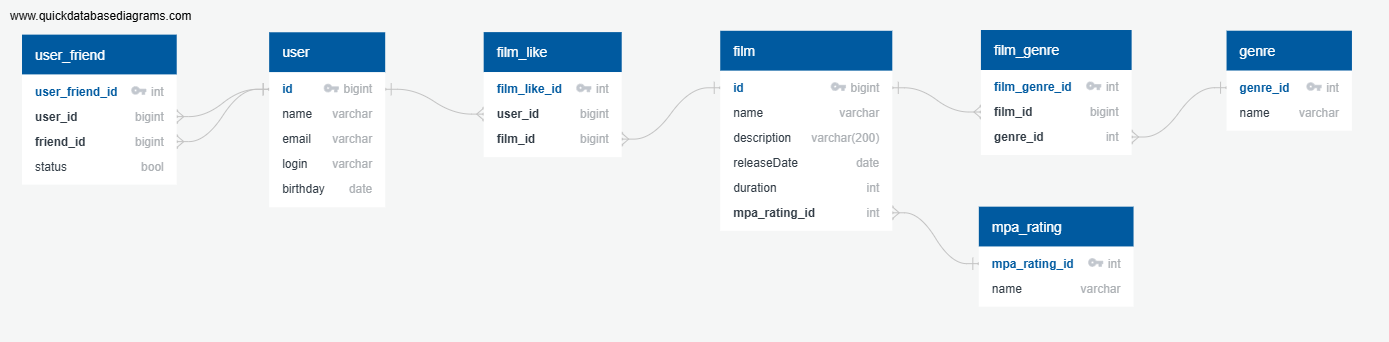 www.quickdatabasediagrams.com
user_friend
user_friend_id int
user_id bigint
friend_id bigint
status bool
user
id bigint
name varchar
email varchar
login varchar
birthday date
film_like
film_like_id int
user_id bigint
film_id bigint
film
id bigint
name varchar
description varchar(200)
releaseDate date
duration int
mpa_rating_id int
film_genre
film_genre_id int
film_id bigint
genre_id int
genre
genre_id int
name varchar
mpa_rating
mpa_rating_id int
name varchar